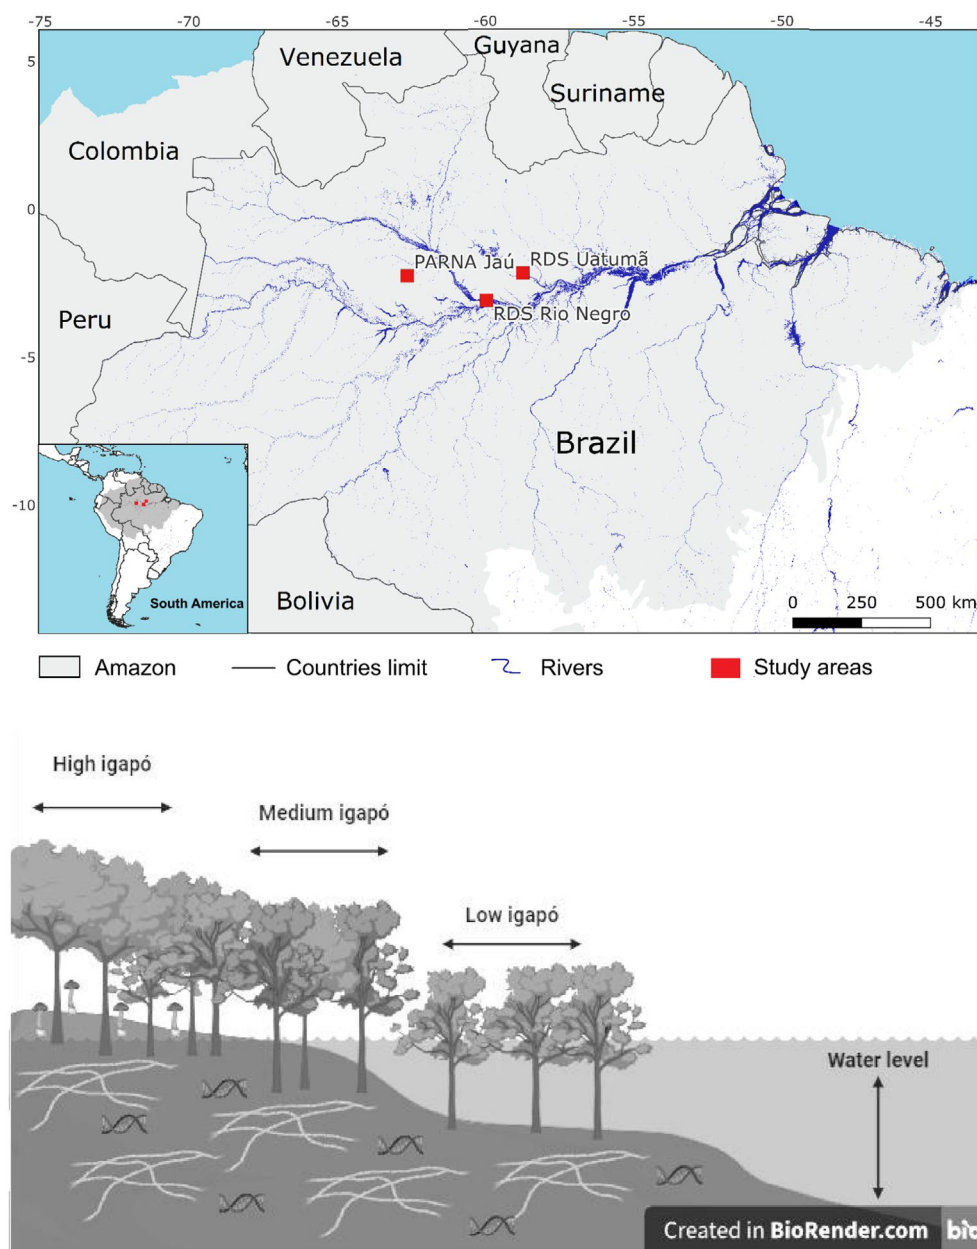 -75 -70 -65 -60 -55 -50 -45
5
0
-5
-10
Venezuela
Guyana
Suriname
Colombia
PARNA Jaú
RDS Uatumã
RDS Rio Negro
Peru
Brazil
Bolivia
South America
0 250 500 km
Amazon
Countries limit
Rivers
Study areas
High igapó
Medium igapó
Low igapó
Water level
Created in BioRender.com